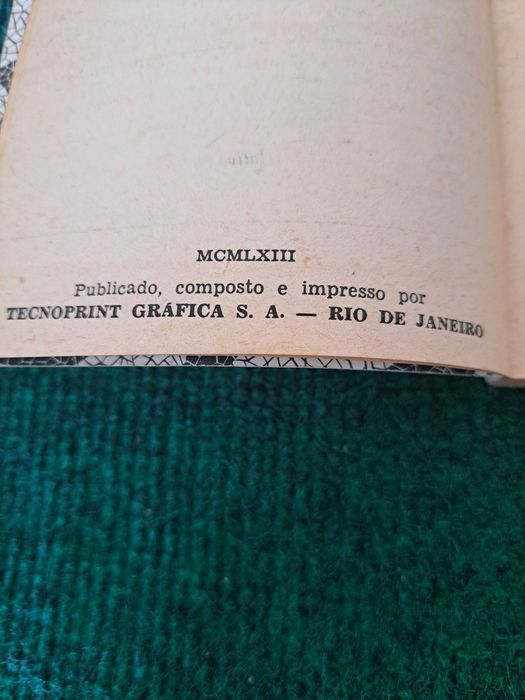 MCMLXIII
Publicado, composto e impresso por
TECNOPRINT GRÁFICA S. A. — RIO DE JANEIRO